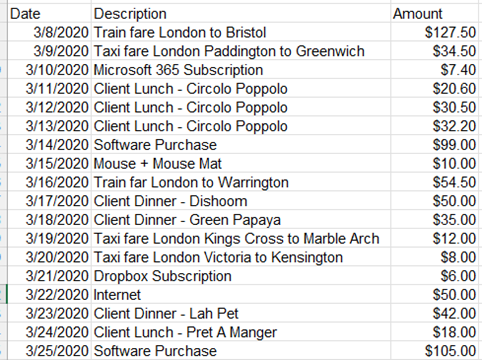 Date Description Amount
3/8/2020 Train fare London to Bristol $127.50
3/9/2020 Taxi fare London Paddington to Greenwich $34.50
3/10/2020 Microsoft 365 Subscription $7.40
3/11/2020 Client Lunch - Circolo Poppolo $20.60
3/12/2020 Client Lunch - Circolo Poppolo $30.50
3/13/2020 Client Lunch - Circolo Poppolo $32.20
3/14/2020 Software Purchase $99.00
3/15/2020 Mouse + Mouse Mat $10.00
3/16/2020 Train far London to Warrington $54.50
3/17/2020 Client Dinner - Dishoom $50.00
3/18/2020 Client Dinner - Green Papaya $35.00
3/19/2020 Taxi fare London Kings Cross to Marble Arch $12.00
3/20/2020 Taxi fare London Victoria to Kensington $8.00
3/21/2020 Dropbox Subscription $6.00
3/22/2020 Internet $50.00
3/23/2020 Client Dinner - Lah Pet $42.00
3/24/2020 Client Lunch - Pret A Manger $18.00
3/25/2020 Software Purchase $105.00